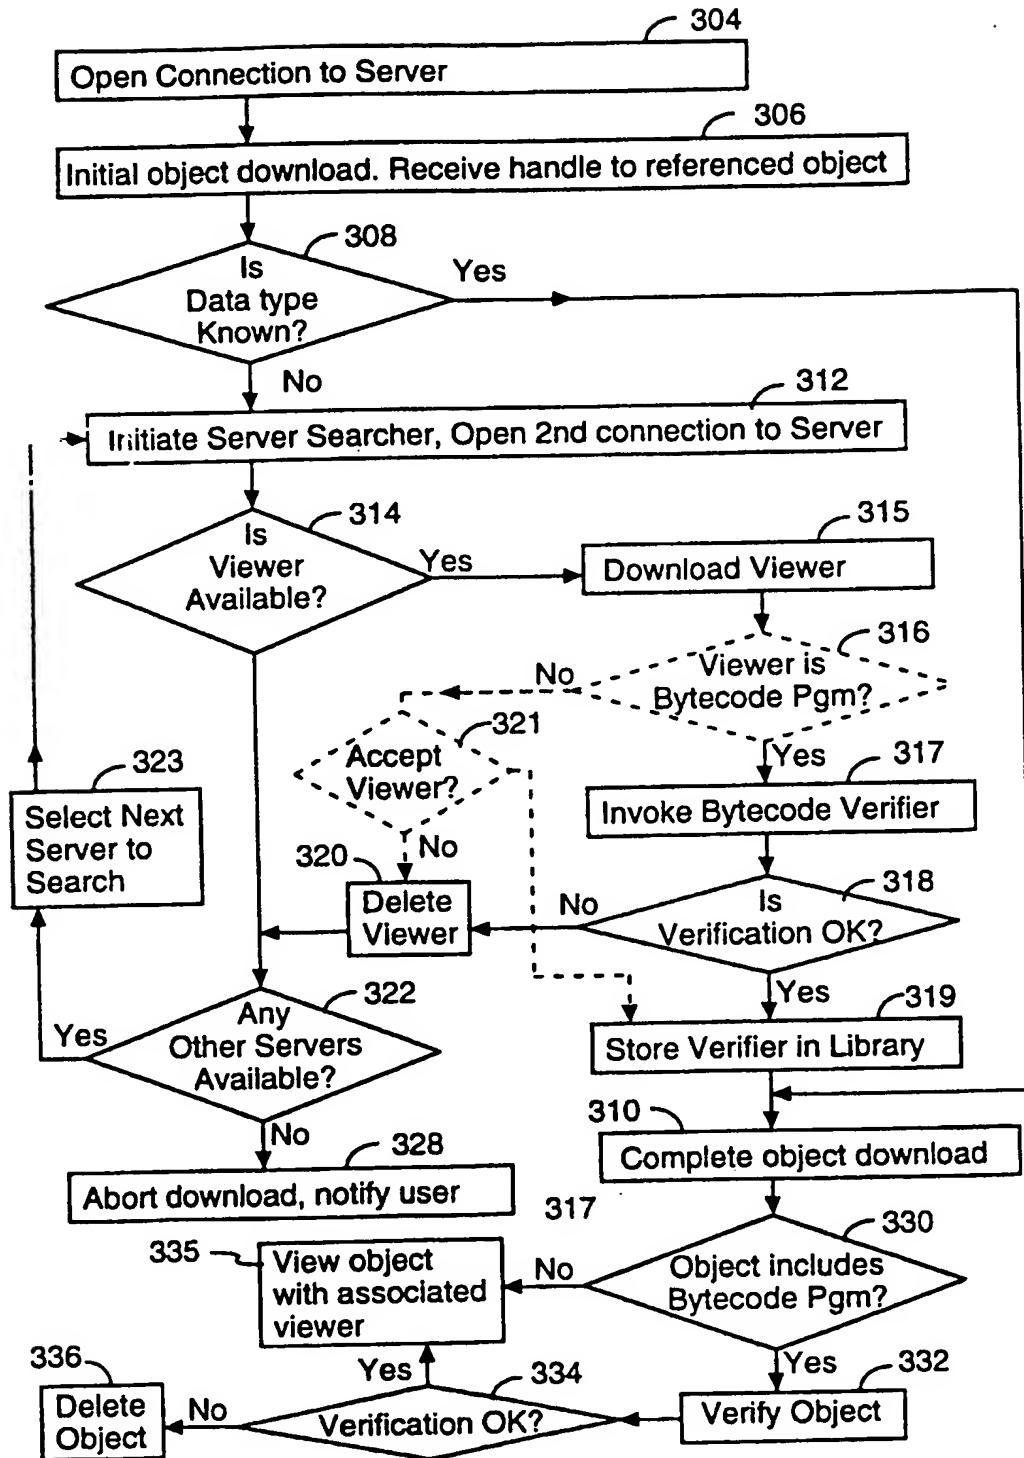 304
Open Connection to Server
306
Initial object download. Receive handle to referenced object
308
Is
Data type
Known?
Yes
No
312
Initiate Server Searcher, Open 2nd connection to Server
314
Is
Viewer
Available?
Yes
315
Download Viewer
316
Viewer is
Bytecode Pgm?
No
Yes
321
Accept
Viewer?
No
317
Invoke Bytecode Verifier
323
Select Next
Server to
Search
320
Delete
Viewer
No
318
Is
Verification OK?
Yes
319
Store Verifier in Library
322
Any
Other Servers
Available?
Yes
No
310
Complete object download
328
Abort download, notify user
317
330
Object includes
Bytecode Pgm?
No
Yes
335
View object
with associated
viewer
332
Verify Object
334
Verification OK?
Yes
No
336
Delete
Object